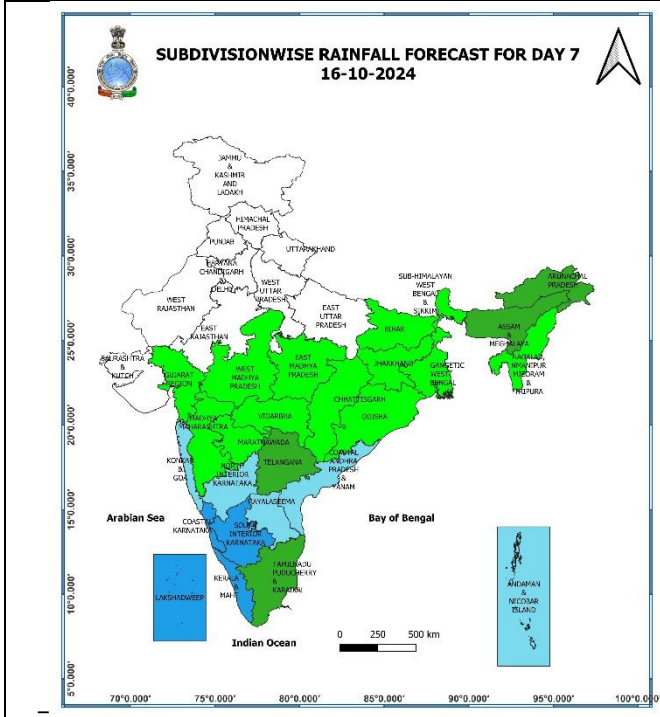 SUBDIVISIONWISE RAINFALL FORECAST FOR DAY 7
16-10-2024
40°0.000'
35°0.000'
30°0.000'
25°0.000'
20°0.000'
15°0.000'
10°0.000'
5°0.000'
JAMMU
&
KASHMIR
AND
LADAKH
HIMACHAL
PRADESH
PUNJAB
UTTARAKHAND
HARYANA
CHANDIGARH
&
DELHI
WEST
UTTAR
PRADESH
WEST
RAJASTHAN
EAST
RAJASTHAN
EAST
UTTAR
PRADESH
SUB-HIMALAYAN
WEST
BENGAL
&
SIKKIM
ARUNACHAL
PRADESH
ASSAM
&
MEGHALAYA
NAGALAND
MANIPUR
MIZORAM
&
TRIPURA
BIHAR
JHARKHAND
GANGETIC
WEST
BENGAL
SAURASHTRA
&
KUTCH
GUJARAT
REGION
WEST
MADHYA
PRADESH
EAST
MADHYA
PRADESH
CHHATTISGARH
ODISHA
VIDARBHA
MADHYA
MAHARASHTRA
MARATHAWADA
KONKAN
&
GOA
TELANGANA
NORTH
INTERIOR
KARNATAKA
COASTAL
ANDHRA
PRADESH
&
YANAM
RAYALASEEMA
COASTAL
KARNATAKA
SOUTH
INTERIOR
KARNATAKA
TAMILNADU
PUDUCHERRY
&
KARAIKAL
KERALA
&
MAHE
LAKSHADWEEP
ANDAMAN
&
NICOBAR
ISLAND
Arabian Sea
Bay of Bengal
Indian Ocean
0 250 500 km
70°0.000' 75°0.000' 80°0.000' 85°0.000' 90°0.000' 95°0.000' 100°0.000'